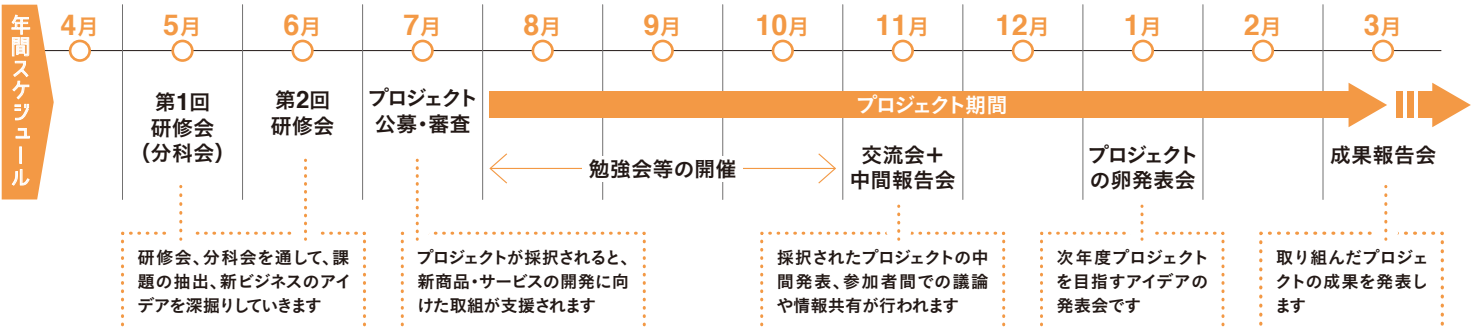 年間スケジュール
4月
5月
6月
7月
8月
9月
10月
11月
12月
1月
2月
3月
プロジェクト期間
第1回
研修会
(分科会)
第2回
研修会
プロジェクト
公募・審査
勉強会等の開催
交流会＋
中間報告会
プロジェクト
の卵発表会
成果報告会
研修会、分科会を通して、課
題の抽出、新ビジネスのアイ
デアを深掘りしていきます
プロジェクトが採択されると、
新商品・サービスの開発に向
けた取組が支援されます
採択されたプロジェクトの中
間発表、参加者間での議論
や情報共有が行われます
次年度プロジェクト
を目指すアイデアの
発表会です
取り組んだプロジェ
クトの成果を発表し
ます